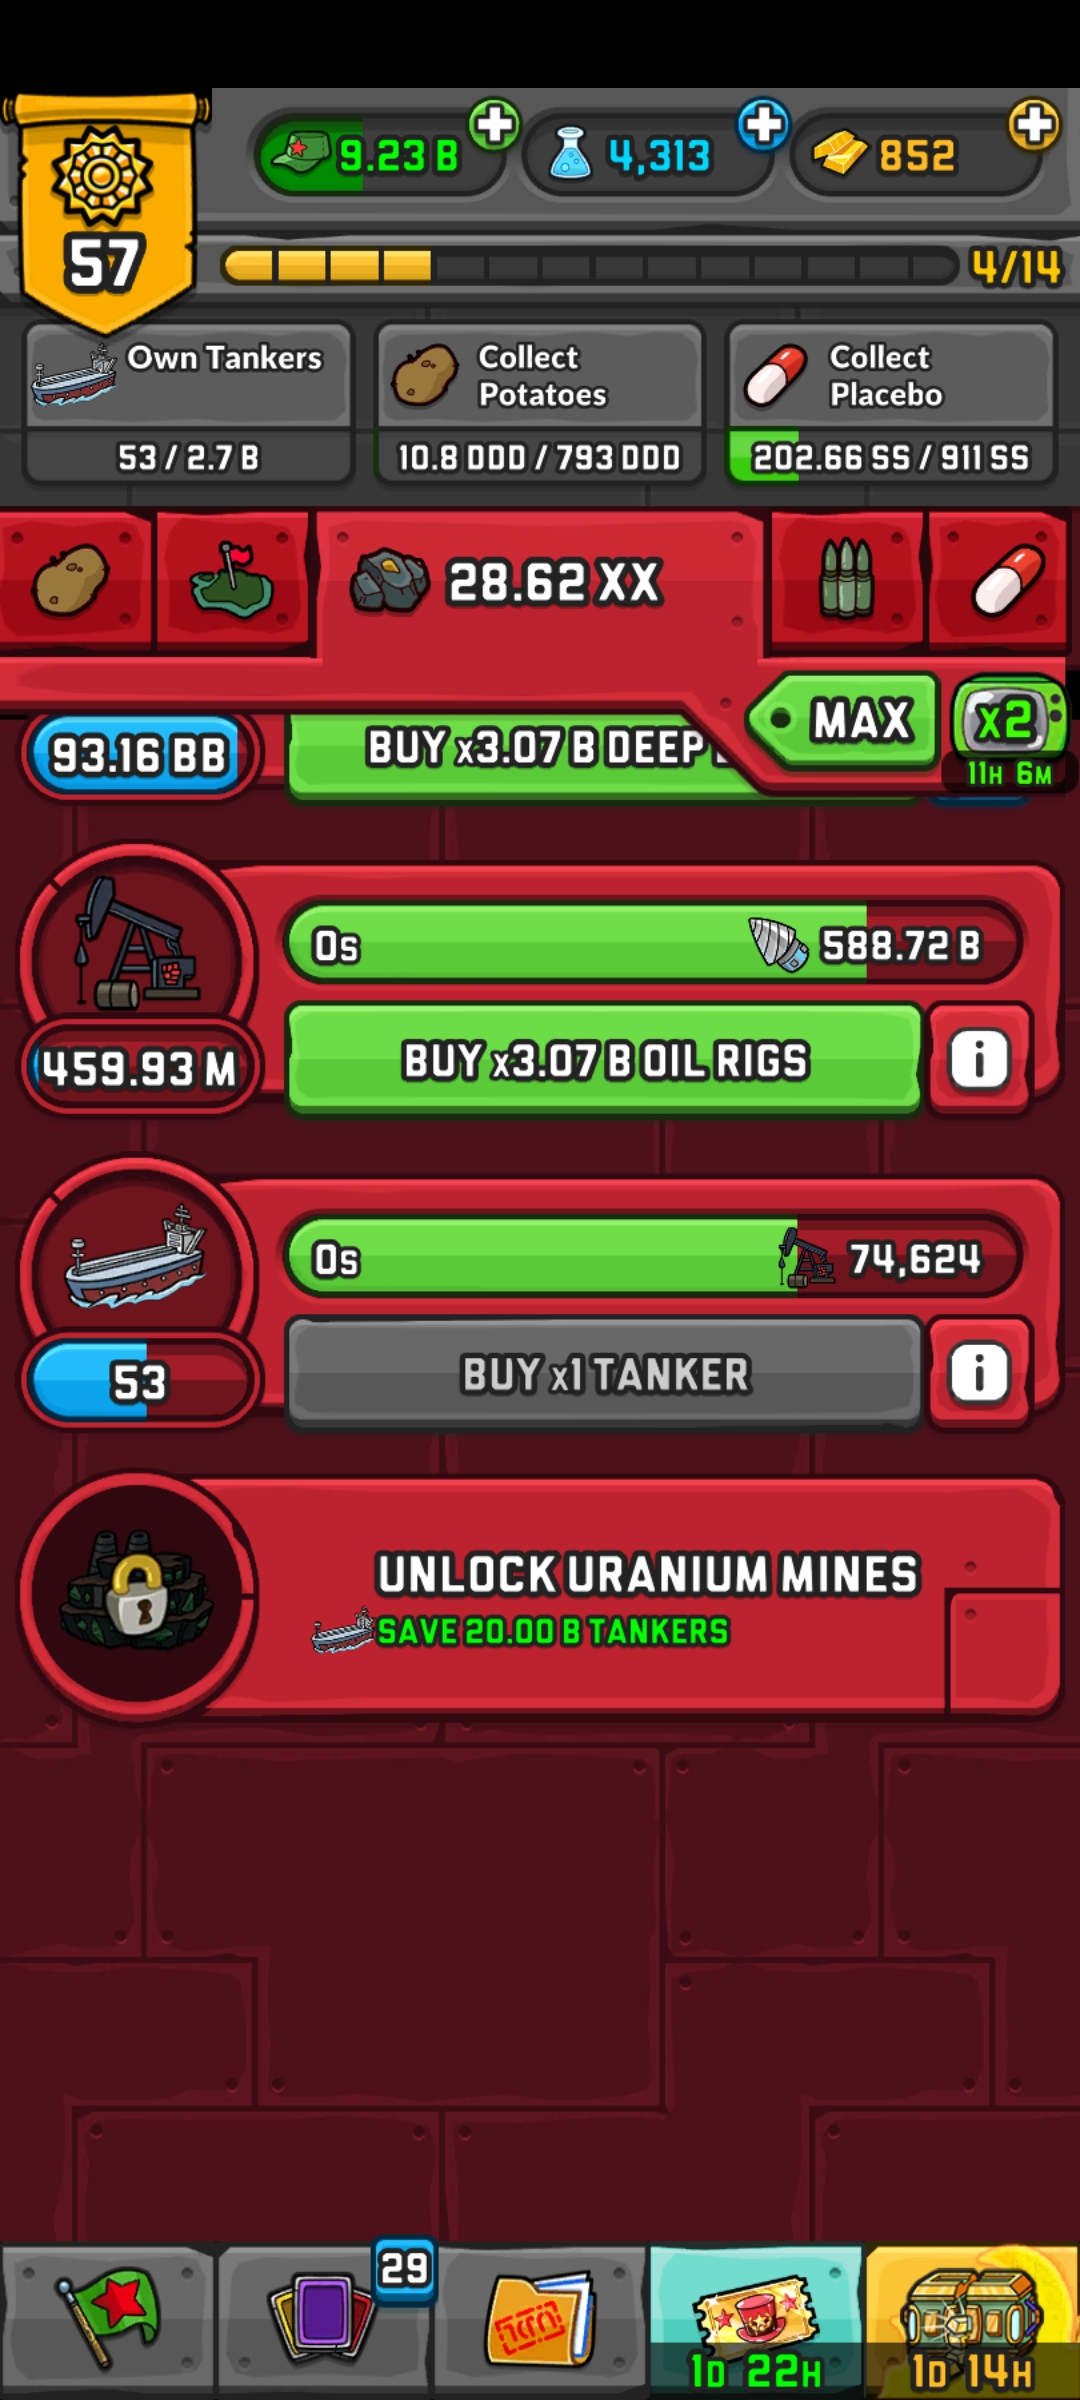 9.23 B
4,313
852
57
4/14
Own Tankers
53 / 2.7 B
Collect
Potatoes
10.8 DDD / 793 DDD
Collect
Placebo
202.66 SS / 911 SS
28.62 XX
MAX
x2
11H 6M
93.16 BB
BUY x3.07 B DEEP
0s
588.72 B
459.93 M
BUY x3.07 B OIL RIGS
i
0s
74,624
53
BUY x1 TANKER
i
UNLOCK URANIUM MINES
SAVE 20.00 B TANKERS
29
1D 22H
1D 14H